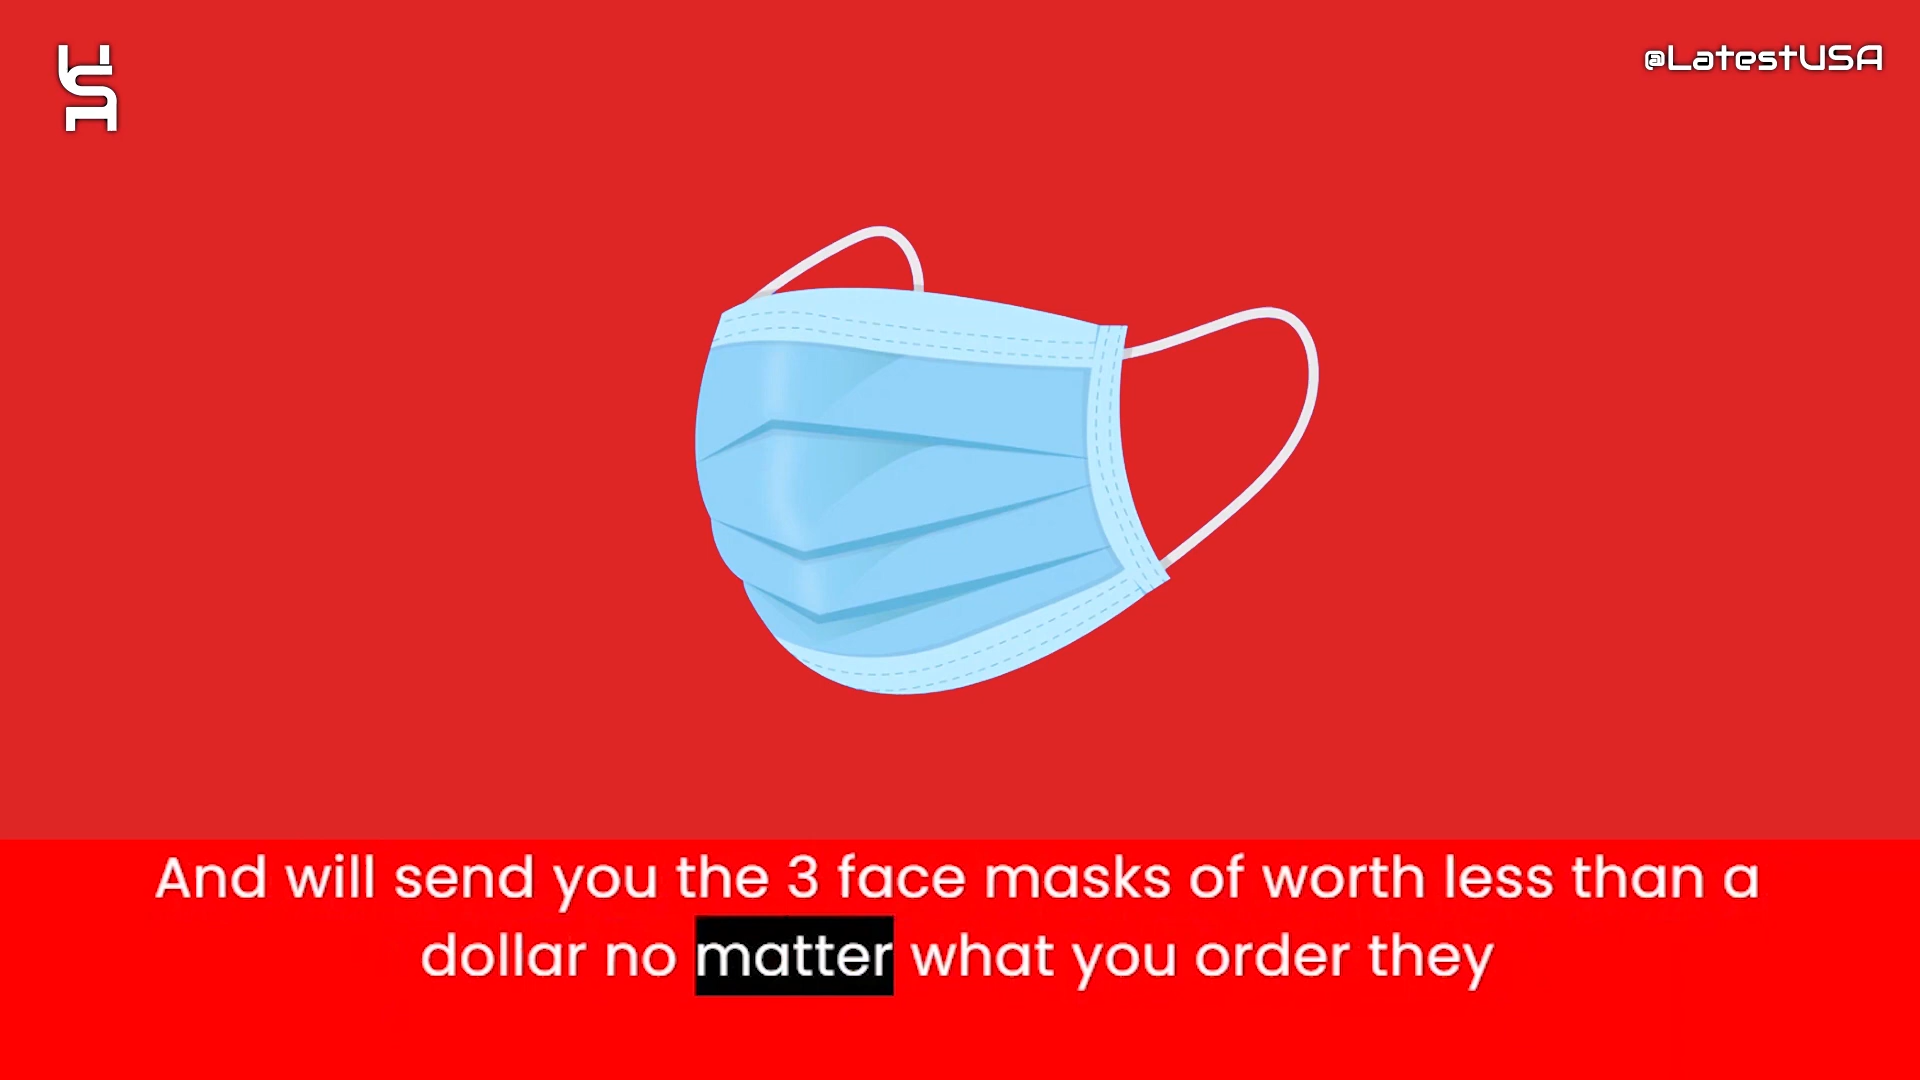 USA
@LatestUSA
And will send you the 3 face masks of worth less than a
dollar no matter what you order they